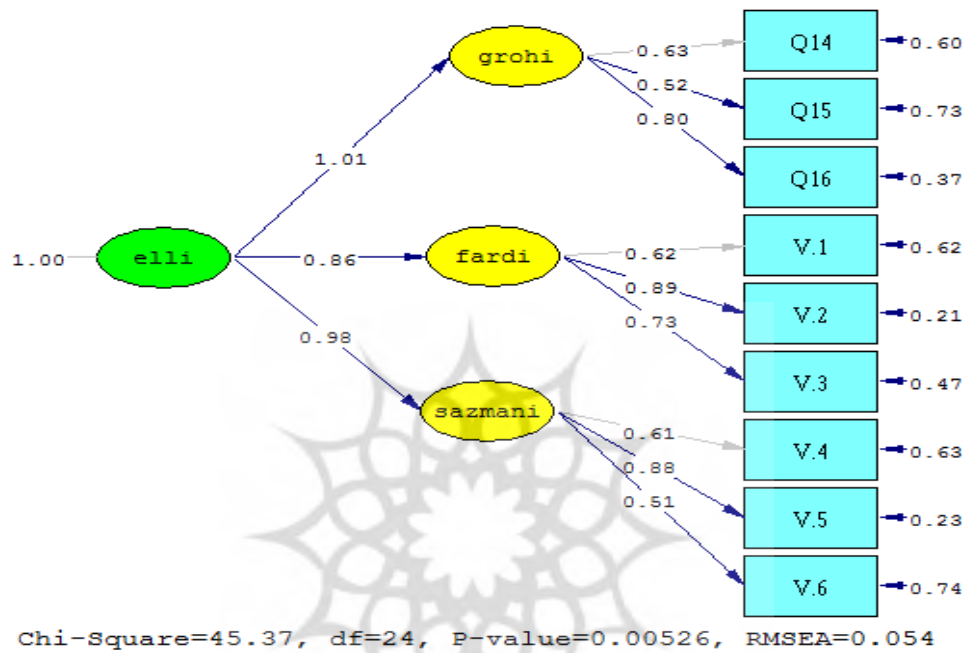 grohi
0.63
Q14
0.60
0.52
Q15
0.73
0.80
Q16
0.37
1.01
1.00
elli
0.86
fardi
0.62
V.1
0.62
0.89
V.2
0.21
0.73
V.3
0.47
0.98
sazmani
0.61
V.4
0.63
0.88
V.5
0.23
0.51
V.6
0.74
Chi-Square=45.37, df=24, P-value=0.00526, RMSEA=0.054